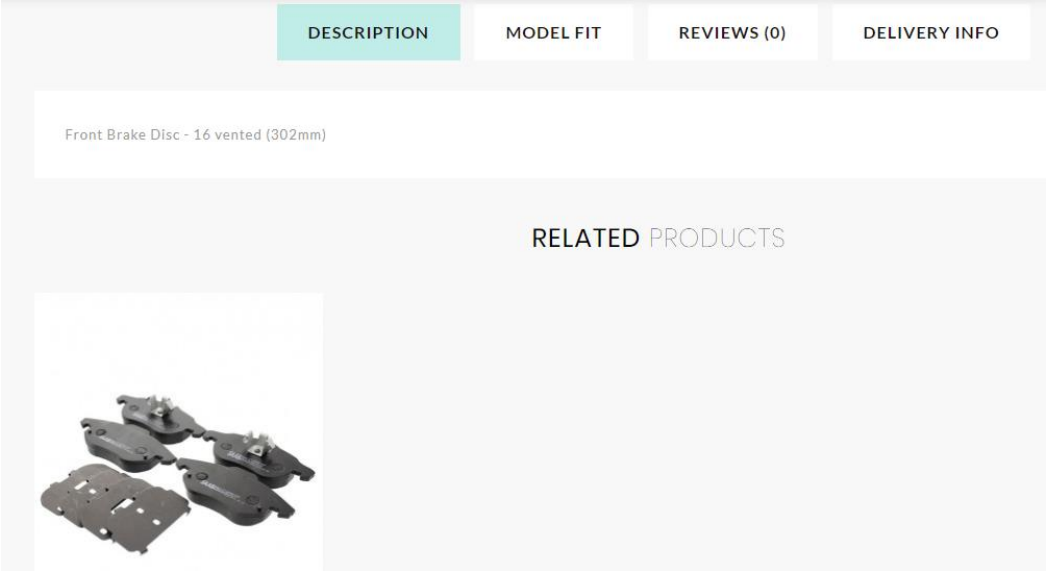 DESCRIPTION
MODEL FIT
REVIEWS (0)
DELIVERY INFO
Front Brake Disc - 16 vented (302mm)
RELATED PRODUCTS